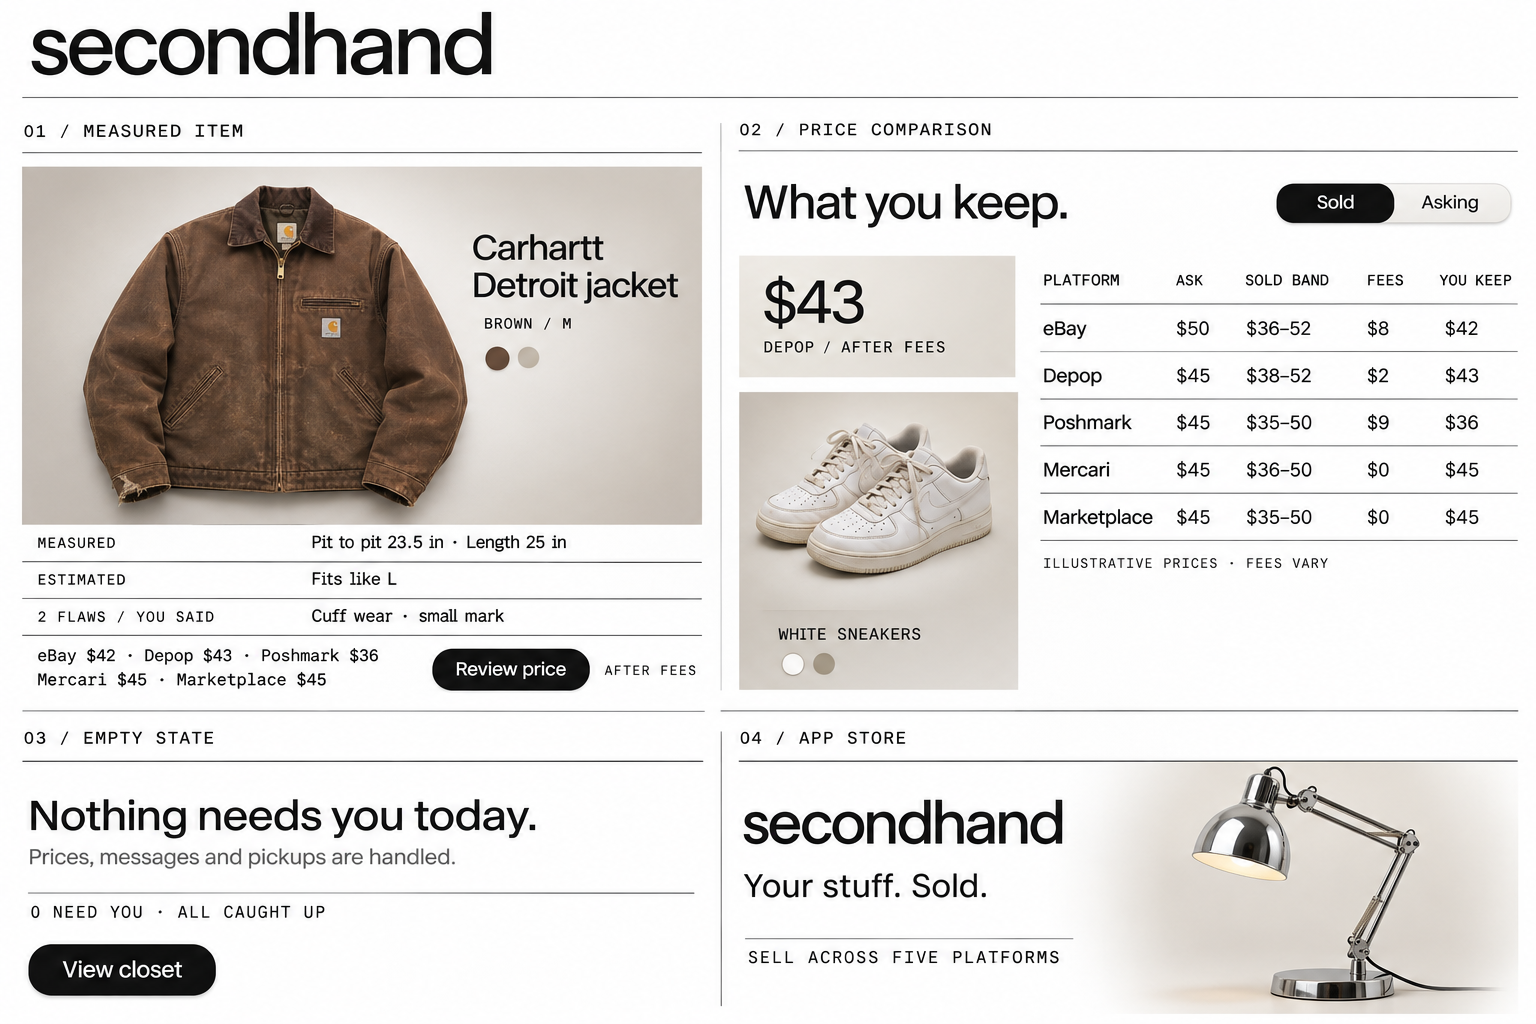 secondhand
01 / MEASURED ITEM
Carhartt
Detroit jacket
BROWN / M
MEASURED Pit to pit 23.5 in · Length 25 in
ESTIMATED Fits like L
2 FLAWS / YOU SAID Cuff wear · small mark
eBay $42 · Depop $43 · Poshmark $36
Mercari $45 · Marketplace $45
Review price AFTER FEES
02 / PRICE COMPARISON
What you keep.
Sold Asking
$43
DEPOP / AFTER FEES
WHITE SNEAKERS
PLATFORM ASK SOLD BAND FEES YOU KEEP
eBay $50 $36–52 $8 $42
Depop $45 $38–52 $2 $43
Poshmark $45 $35–50 $9 $36
Mercari $45 $36–50 $0 $45
Marketplace $45 $35–50 $0 $45
ILLUSTRATIVE PRICES · FEES VARY
03 / EMPTY STATE
Nothing needs you today.
Prices, messages and pickups are handled.
0 NEED YOU · ALL CAUGHT UP
View closet
04 / APP STORE
secondhand
Your stuff. Sold.
SELL ACROSS FIVE PLATFORMS